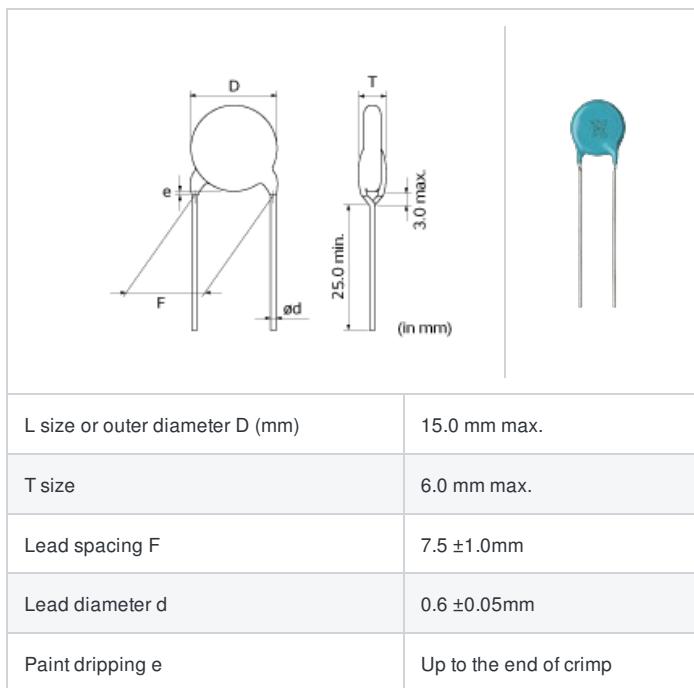 D
T
e
3.0 max.
25.0 min.
F
ød
(in mm)
L size or outer diameter D (mm)
15.0 mm max.
T size
6.0 mm max.
Lead spacing F
7.5 ±1.0mm
Lead diameter d
0.6 ±0.05mm
Paint dripping e
Up to the end of crimp